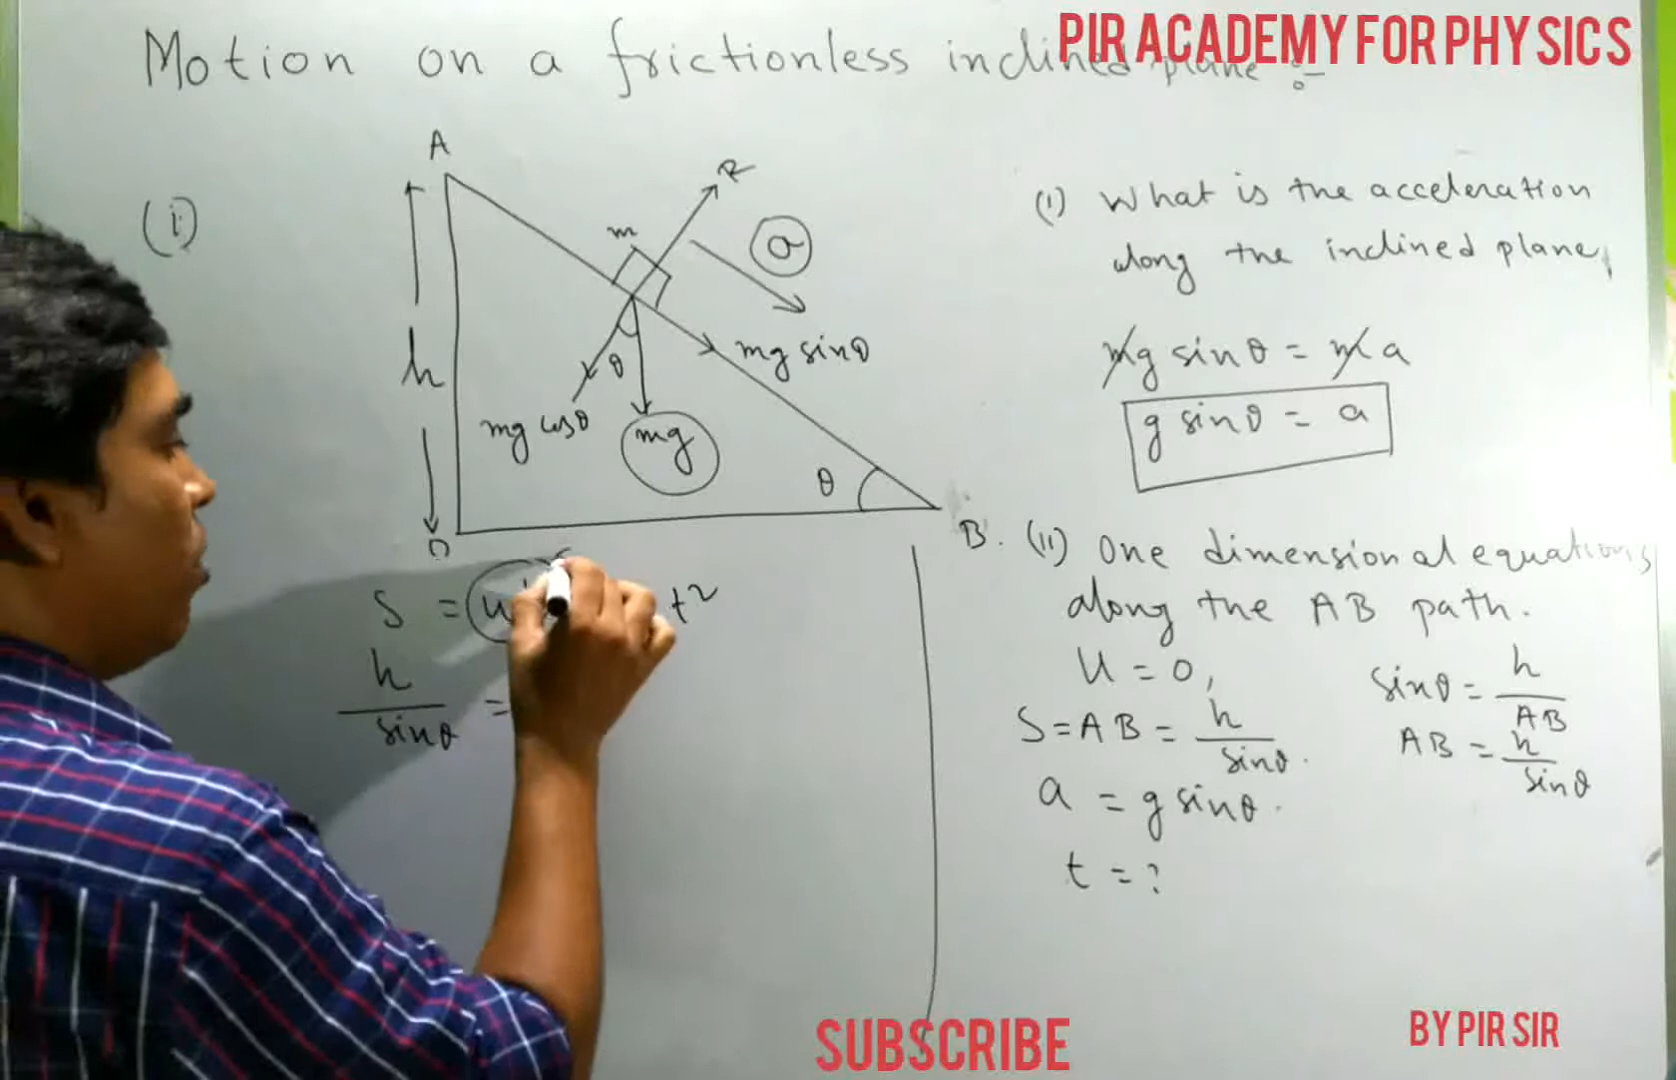 PIR ACADEMY FOR PHYSICS
Motion on a frictionless inclined plane :-
(i)
A
R
m
a
h
θ
mg sinθ
mg cosθ
mg
θ
B.
S = u t²
h / sinθ =
(i) What is the acceleration
along the inclined plane,
mg sinθ = ma
g sinθ = a
(ii) One dimensional equations
along the AB path.
U = 0,
S = AB = h / sinθ.
a = g sinθ.
t = ?
sinθ = h / AB
AB = h / sinθ
SUBSCRIBE
BY PIR SIR